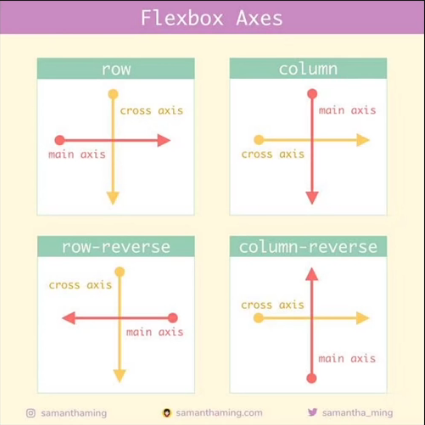 Flexbox Axes
row
cross axis
main axis
column
main axis
cross axis
row-reverse
cross axis
main axis
column-reverse
cross axis
main axis
samanthaming
samanthaming.com
samantha_ming